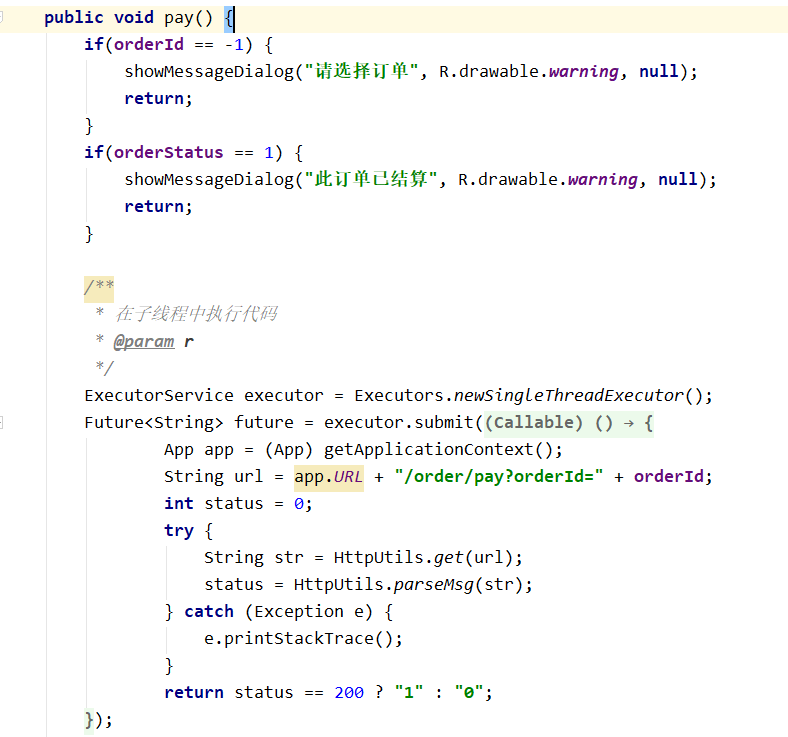 public void pay() {
if(orderId == -1) {
showMessageDialog("请选择订单", R.drawable.warning, null);
return;
}
if(orderStatus == 1) {
showMessageDialog("此订单已结算", R.drawable.warning, null);
return;
}
/**
* 在子线程中执行代码
* @param r
*/
ExecutorService executor = Executors.newSingleThreadExecutor();
Future<String> future = executor.submit((Callable) () → {
App app = (App) getApplicationContext();
String url = app.URL + "/order/pay?orderId=" + orderId;
int status = 0;
try {
String str = HttpUtils.get(url);
status = HttpUtils.parseMsg(str);
} catch (Exception e) {
e.printStackTrace();
}
return status == 200 ? "1" : "0";
});